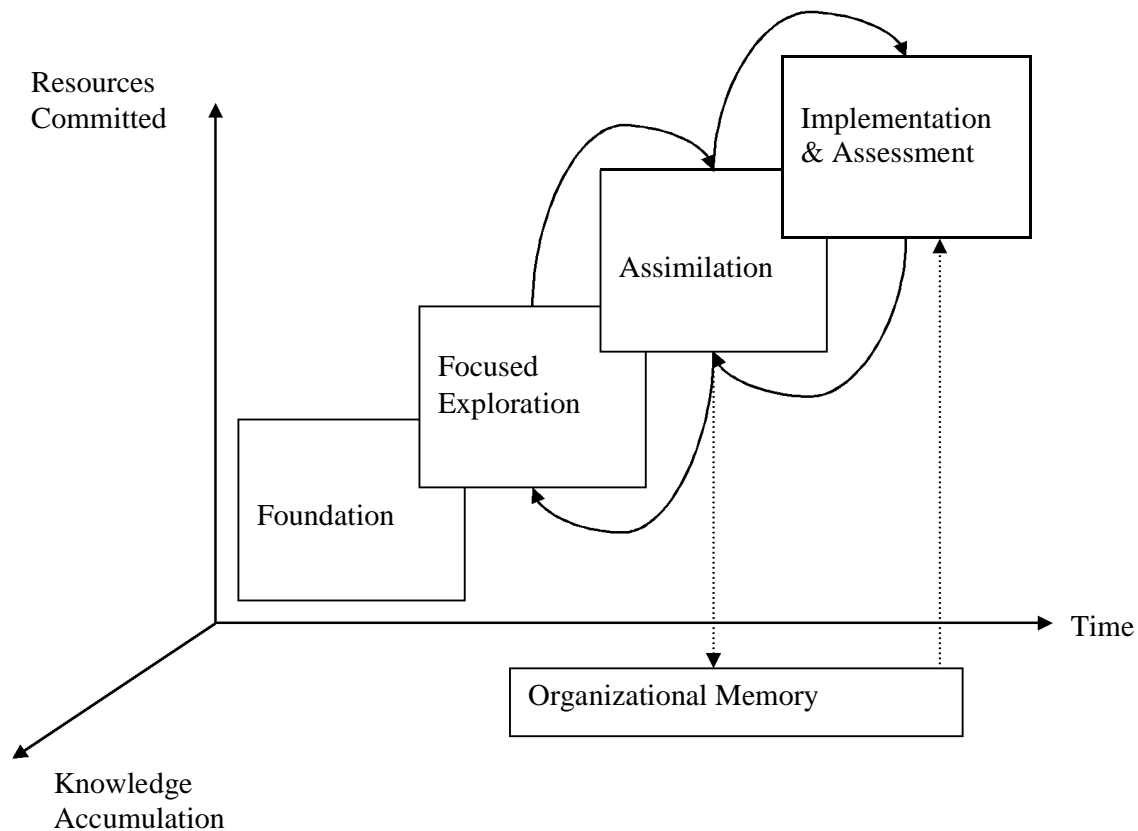 Resources
Committed
Implementation
& Assessment
Assimilation
Focused
Exploration
Foundation
Time
Organizational Memory
Knowledge
Accumulation